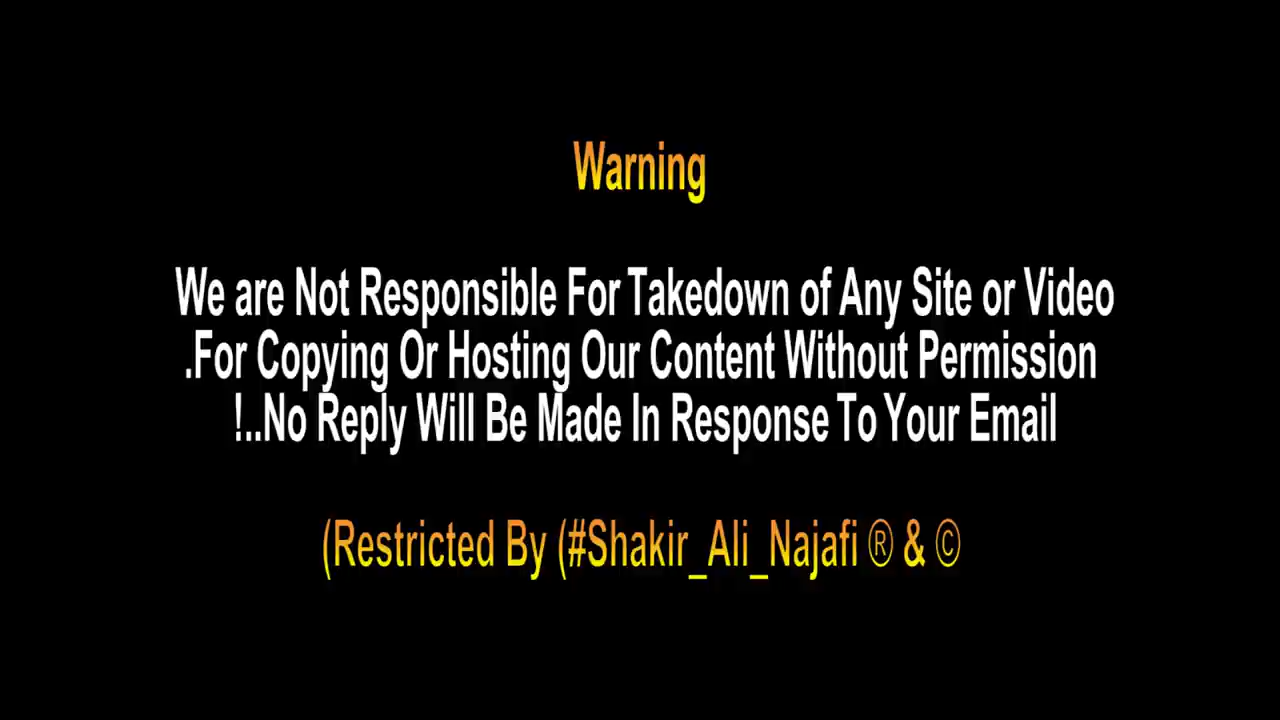 Warning
We are Not Responsible For Takedown of Any Site or Video
.For Copying Or Hosting Our Content Without Permission
!..No Reply Will Be Made In Response To Your Email
(Restricted By (#Shakir_Ali_Najafi ® & ©